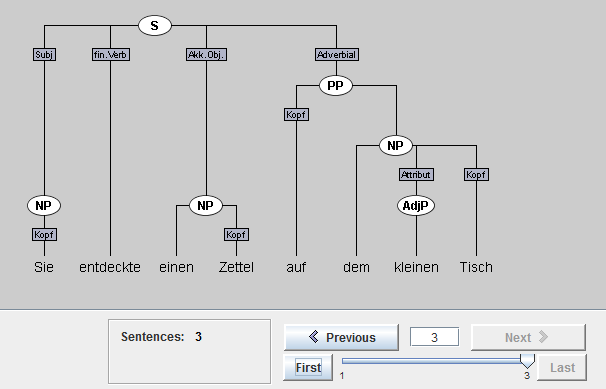 S
Subj fin.Verb Akk.Obj. Adverbial
PP
Kopf
NP
Attribut Kopf
NP NP AdjP
Kopf Kopf
Sie entdeckte einen Zettel auf dem kleinen Tisch
Sentences: 3
Previous 3 Next
First 1 3 Last